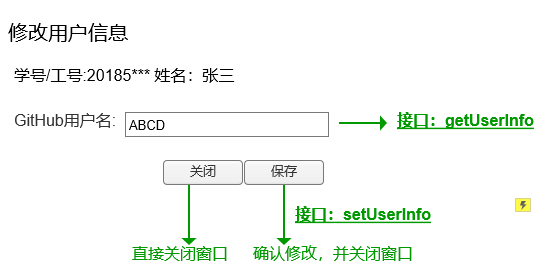 修改用户信息
学号/工号:20185*** 姓名：张三
GitHub用户名: ABCD 接口：getUserInfo
关闭 保存
接口：setUserInfo
直接关闭窗口 确认修改，并关闭窗口